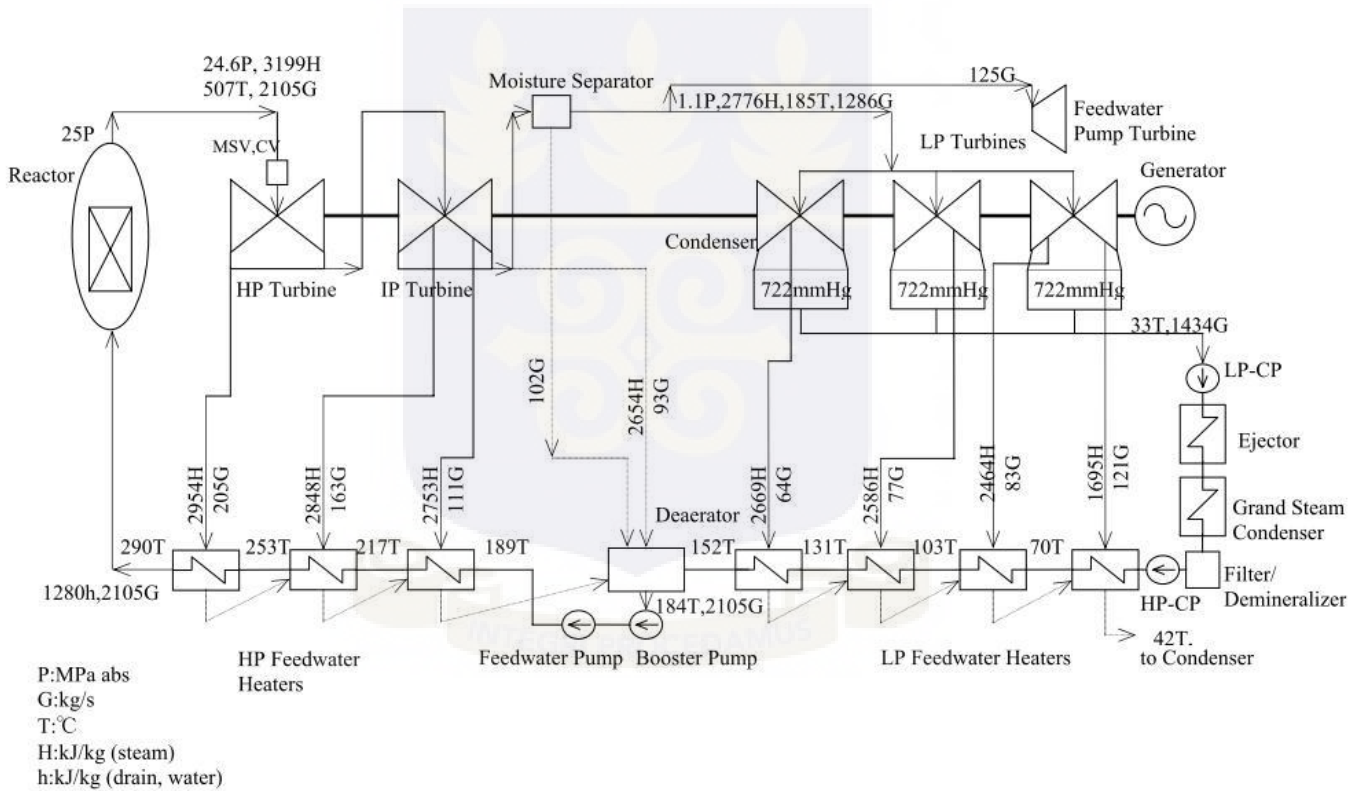 24.6P, 3199H
507T, 2105G
25P
MSV,CV
Reactor
Moisture Separator
125G
1.1P,2776H,185T,1286G
Feedwater
Pump Turbine
LP Turbines
Generator
Condenser
HP Turbine
IP Turbine
722mmHg
722mmHg
722mmHg
33T,1434G
LP-CP
Ejector
Grand Steam
Condenser
Filter/
Demineralizer
HP-CP
102G
2654H
93G
2954H
205G
2848H
163G
2753H
111G
2669H
64G
2586H
77G
2464H
83G
1695H
121G
Deaerator
290T
253T
217T
189T
152T
131T
103T
70T
1280h,2105G
184T,2105G
42T.
to Condenser
HP Feedwater
Heaters
Feedwater Pump
Booster Pump
LP Feedwater Heaters
INTEGRI PROCEDAMUS
P:MPa abs
G:kg/s
T:℃
H:kJ/kg (steam)
h:kJ/kg (drain, water)